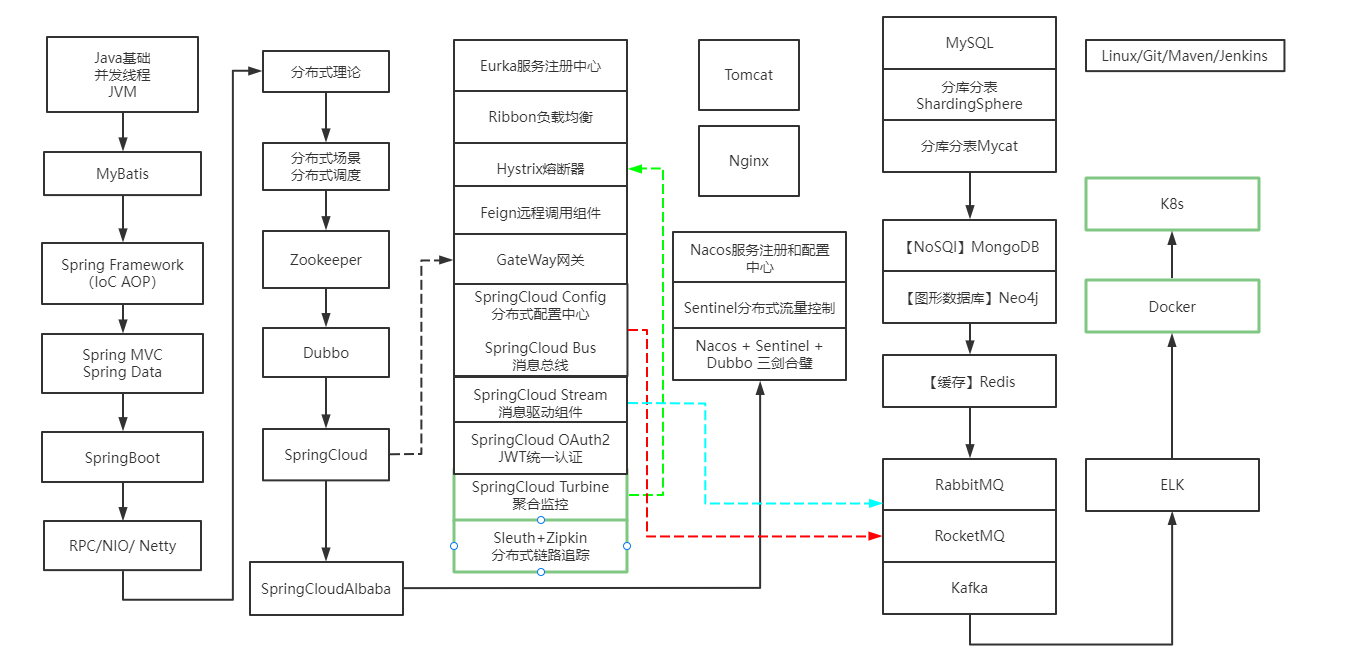 Java基础
并发线程
JVM
MyBatis
Spring Framework
(IoC AOP)
Spring MVC
Spring Data
SpringBoot
RPC/NIO/ Netty
分布式理论
分布式场景
分布式调度
Zookeeper
Dubbo
SpringCloud
SpringCloudAlbaba
Eurka服务注册中心
Ribbon负载均衡
Hystrix熔断器
Feign远程调用组件
GateWay网关
SpringCloud Config
分布式配置中心
SpringCloud Bus
消息总线
SpringCloud Stream
消息驱动组件
SpringCloud OAuth2
JWT统一认证
SpringCloud Turbine
聚合监控
Sleuth+Zipkin
分布式链路追踪
Tomcat
Nginx
Nacos服务注册和配置
中心
Sentinel分布式流量控制
Nacos + Sentinel +
Dubbo 三剑合璧
MySQL
分库分表
ShardingSphere
分库分表Mycat
【NoSQl】MongoDB
【图形数据库】Neo4j
【缓存】Redis
RabbitMQ
RocketMQ
Kafka
Linux/Git/Maven/Jenkins
K8s
Docker
ELK